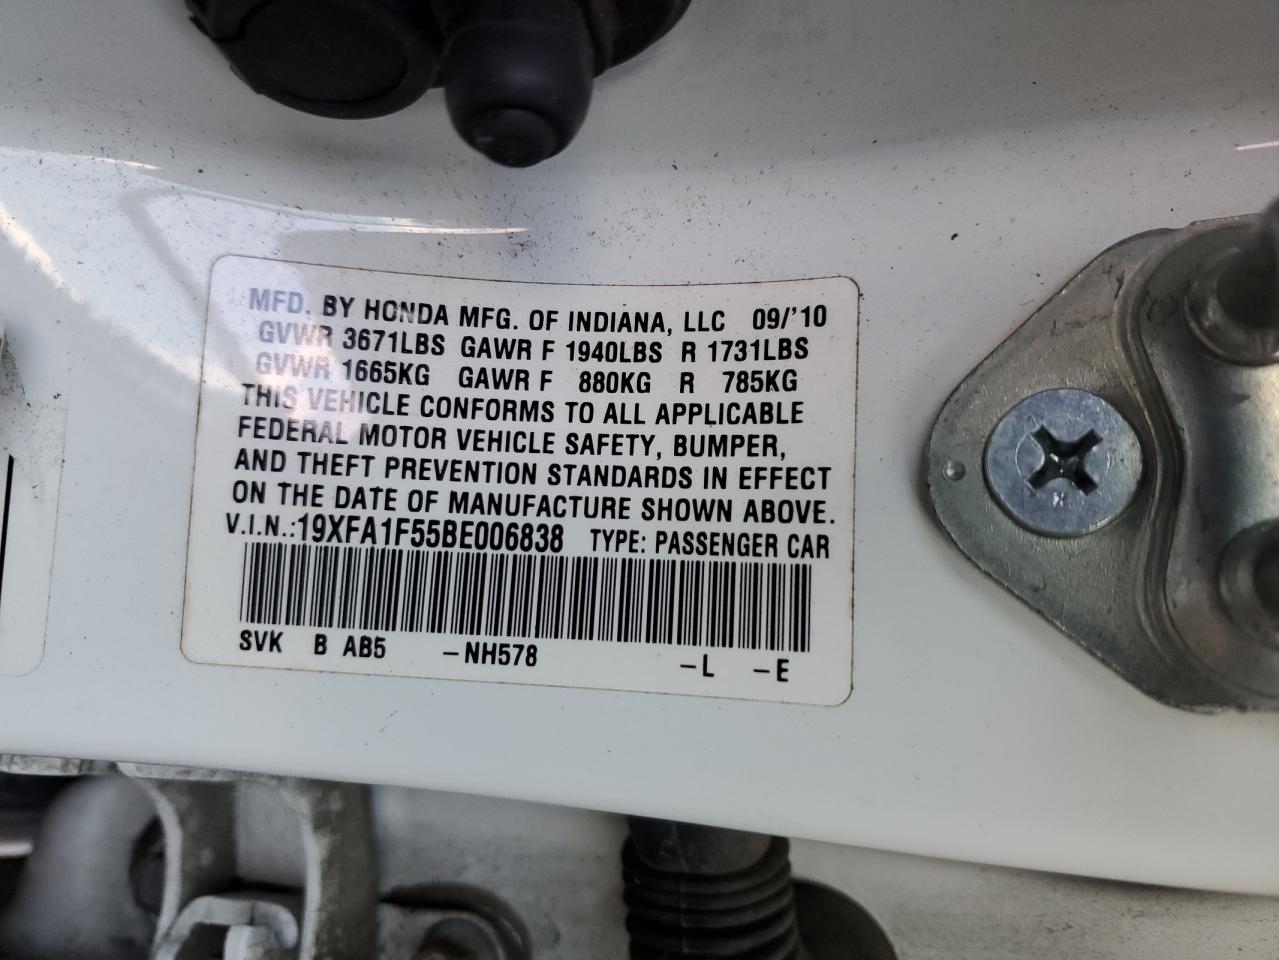 MFD. BY HONDA MFG. OF INDIANA, LLC 09/'10
GVWR 3671LBS GAWR F 1940LBS R 1731LBS
GVWR 1665KG GAWR F 880KG R 785KG
THIS VEHICLE CONFORMS TO ALL APPLICABLE
FEDERAL MOTOR VEHICLE SAFETY, BUMPER,
AND THEFT PREVENTION STANDARDS IN EFFECT
ON THE DATE OF MANUFACTURE SHOWN ABOVE.
V.I.N.:19XFA1F55BE006838 TYPE: PASSENGER CAR
SVK B AB5 –NH578 –L –E